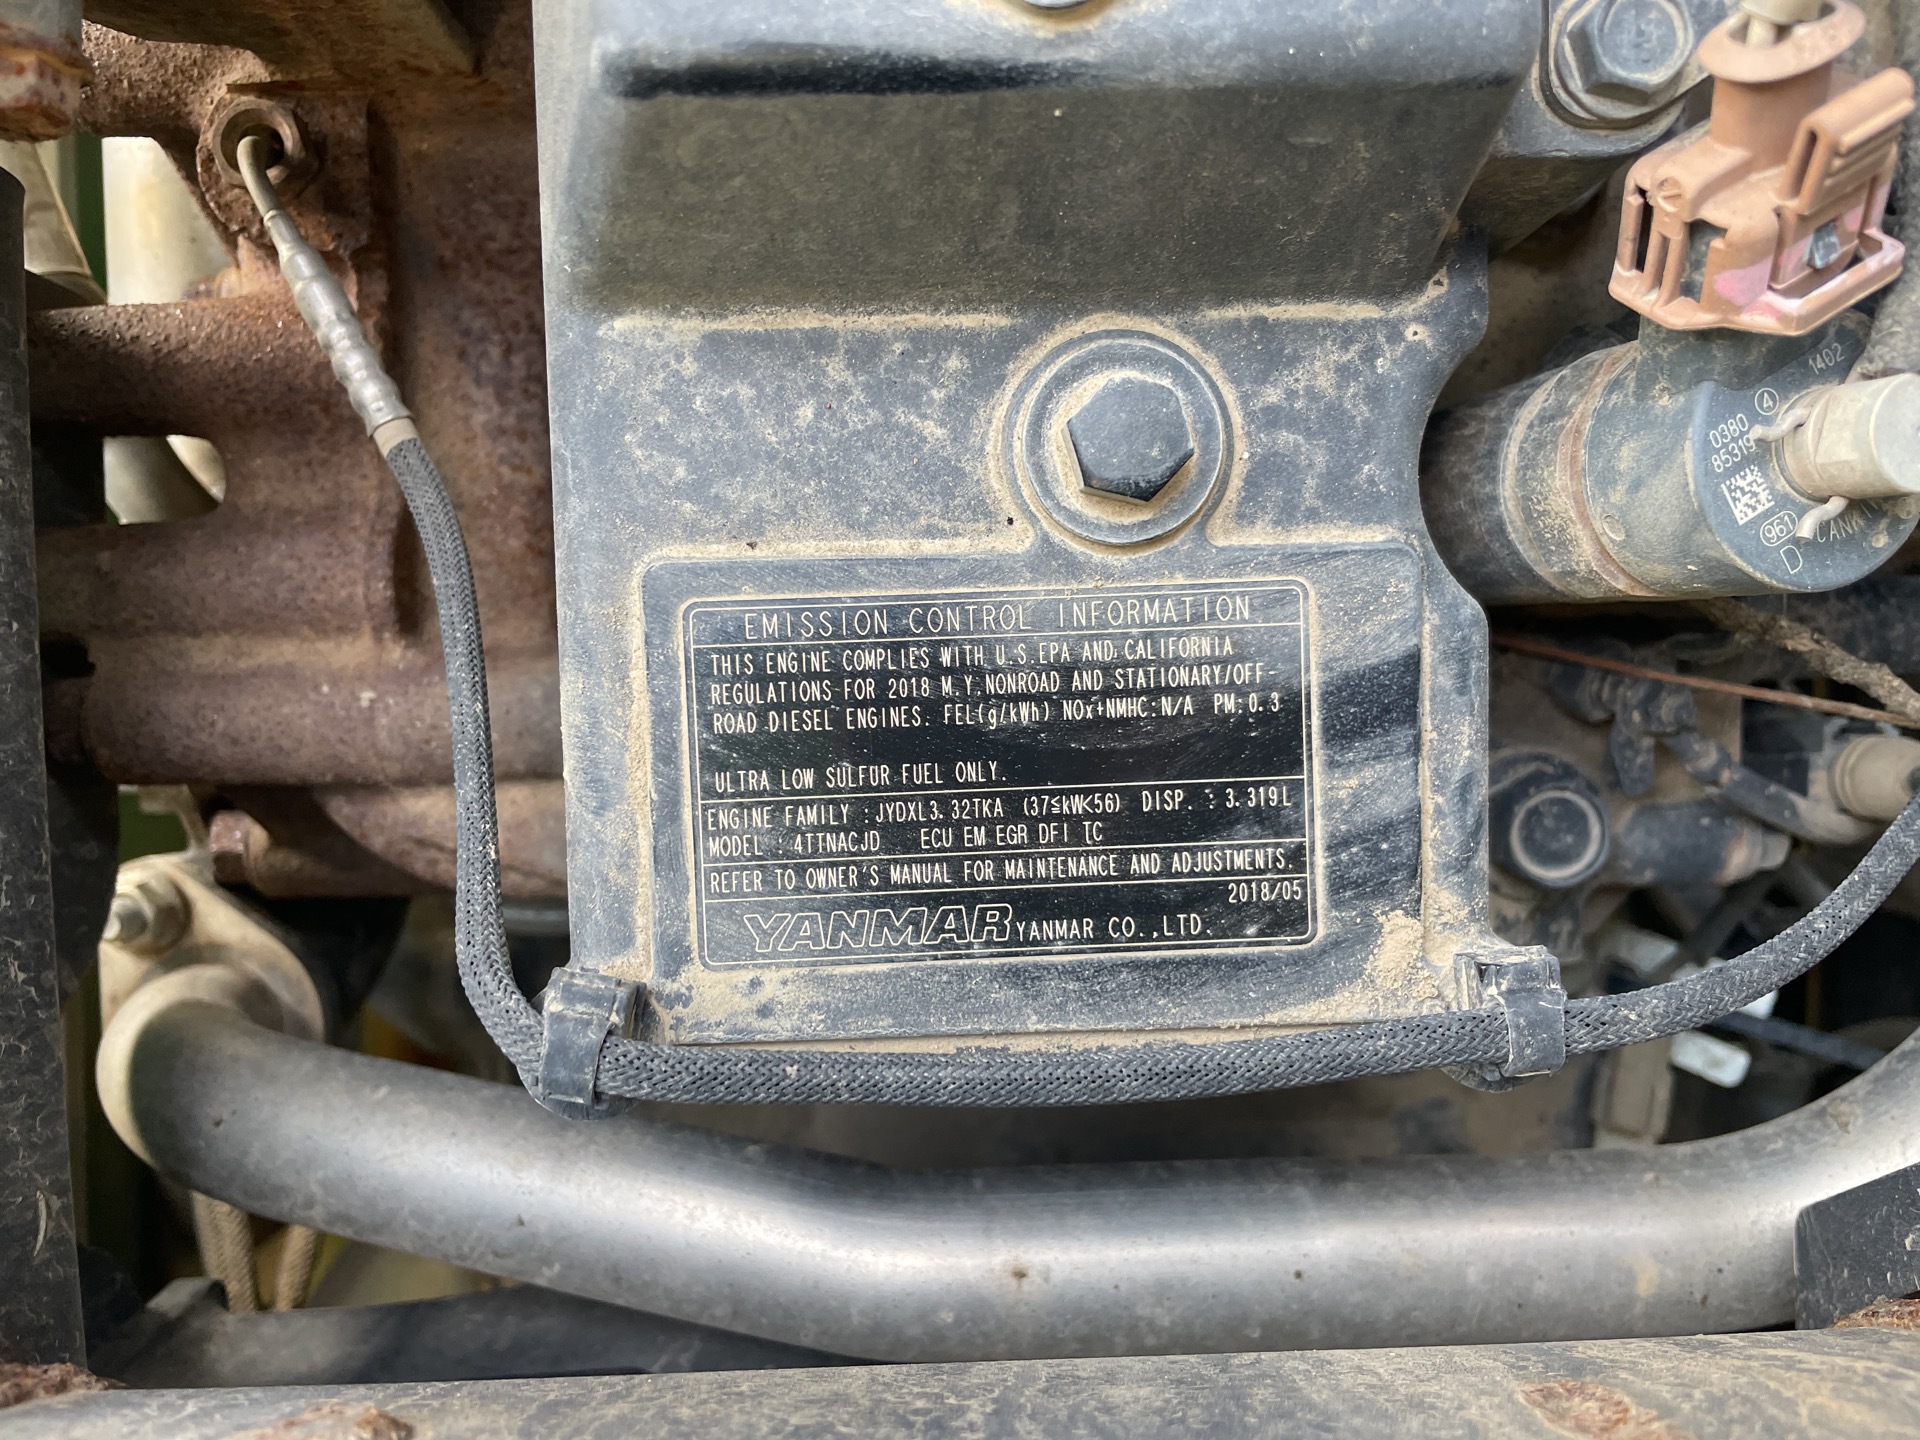 1402
A
0380
85319
961
D
EMISSION CONTROL INFORMATION
THIS ENGINE COMPLIES WITH U.S.EPA AND CALIFORNIA
REGULATIONS FOR 2018 M.Y.NONROAD AND STATIONARY/OFF-
ROAD DIESEL ENGINES. FEL(g/kWh) NOx+NMHC:N/A PM:0.3
ULTRA LOW SULFUR FUEL ONLY.
ENGINE FAMILY : JYDXL3.32TKA (37≦kW<56) DISP. : 3.319L
MODEL : 4TTNACJD ECU EM EGR DFI TC
REFER TO OWNER'S MANUAL FOR MAINTENANCE AND ADJUSTMENTS.
2018/05
YANMAR YANMAR CO.,LTD.